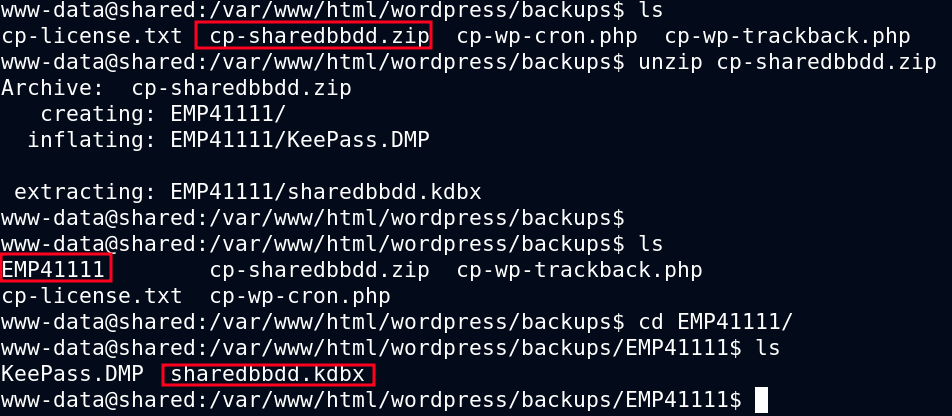 www-data@shared:/var/www/html/wordpress/backups$ ls
cp-license.txt  cp-sharedbbdd.zip  cp-wp-cron.php  cp-wp-trackback.php
www-data@shared:/var/www/html/wordpress/backups$ unzip cp-sharedbbdd.zip
Archive:  cp-sharedbbdd.zip
   creating: EMP41111/
  inflating: EMP41111/KeePass.DMP
 extracting: EMP41111/sharedbbdd.kdbx
www-data@shared:/var/www/html/wordpress/backups$
www-data@shared:/var/www/html/wordpress/backups$ ls
EMP41111        cp-sharedbbdd.zip  cp-wp-trackback.php
cp-license.txt  cp-wp-cron.php
www-data@shared:/var/www/html/wordpress/backups$ cd EMP41111/
www-data@shared:/var/www/html/wordpress/backups/EMP41111$ ls
KeePass.DMP  sharedbbdd.kdbx
www-data@shared:/var/www/html/wordpress/backups/EMP41111$